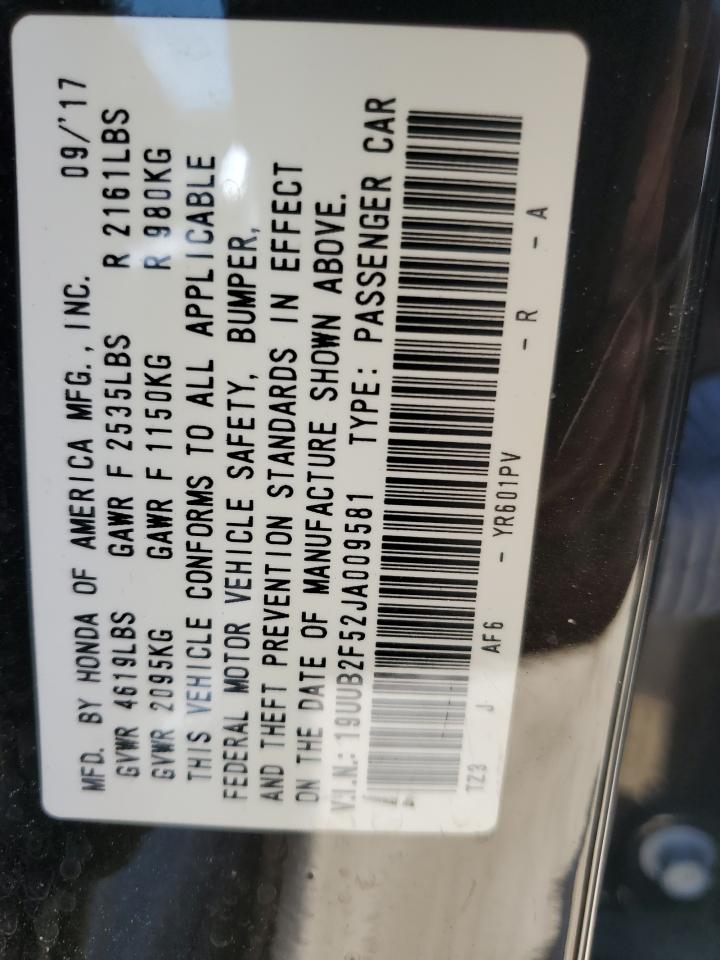 MFD. BY HONDA OF AMERICA MFG., INC. 09/'17
GVWR 4619LBS GAWR F 2535LBS R 2161LBS
GVWR 2095KG GAWR F 1150KG R 980KG
THIS VEHICLE CONFORMS TO ALL APPLICABLE
FEDERAL MOTOR VEHICLE SAFETY, BUMPER,
AND THEFT PREVENTION STANDARDS IN EFFECT
ON THE DATE OF MANUFACTURE SHOWN ABOVE.
V.I.N.: 19UUB2F52JA009581 TYPE: PASSENGER CAR
TZ3 J AF6 - YR601PV - R - A